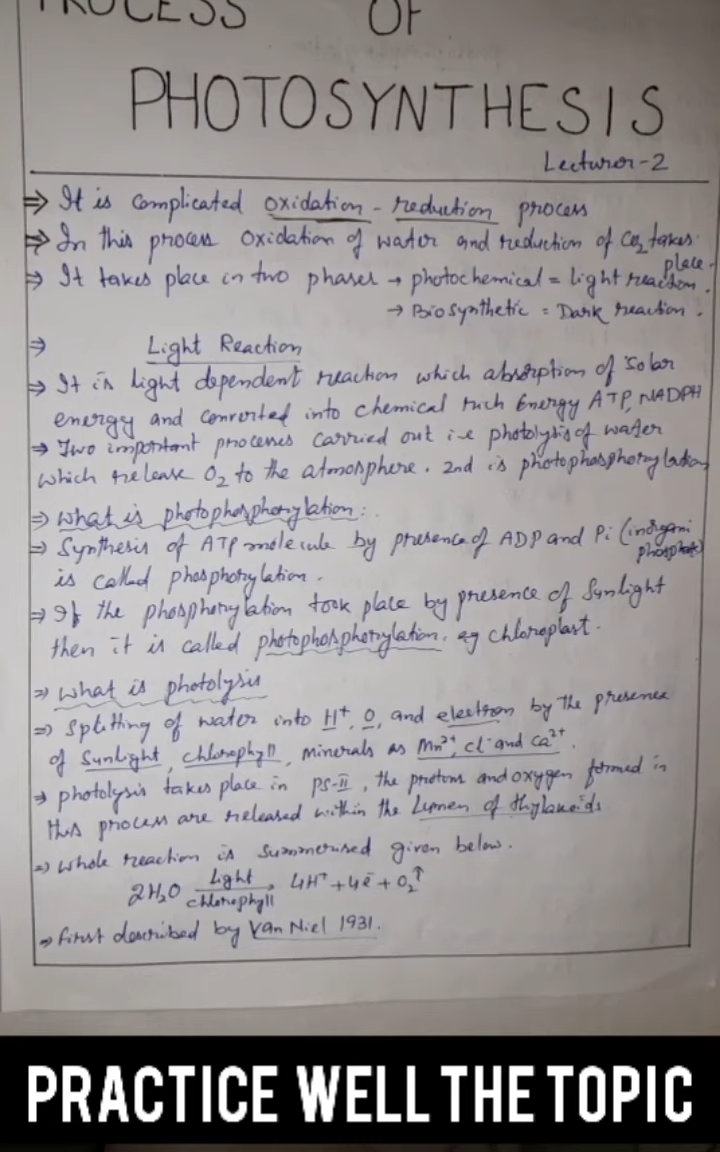 PROCESS OF
PHOTOSYNTHESIS
Lecturer-2
⇒ It is complicated oxidation - reduction process
⇒ In this process oxidation of water and reduction of CO2 takes
place.
⇒ It takes place in two phases → photochemical = light reaction.
→ Biosynthetic = Dark reaction.
⇒ Light Reaction
⇒ It is light dependent reaction which absorption of solar
energy and converted into chemical rich Energy ATP, NADPH
⇒ Two important processes carried out i-e photolysis of water
which release O2 to the atmosphere. 2nd is photophosphorylation
⇒ what is photophosphorylation:
⇒ Synthesis of ATP molecule by presence of ADP and Pi (inorgani
phosphate)
is called phosphorylation.
⇒ If the phosphorylation took place by presence of Sunlight
then it is called photophosphorylation. eg chloroplast.
⇒ what is photolysis
⇒ splitting of water into H+, O, and electron by the presence
of Sunlight, chlorophyll, minerals as Mn2+, Cl- and Ca2+.
⇒ photolysis takes place in PS-II, the protons and oxygen formed in
this process are released within the Lumen of thylakoids
⇒ whole reaction is summerised given below.
2H2O Light chlorophyll → 4H+ + 4e- + O2↑
⇒ first described by Van Niel 1931.
PRACTICE WELL THE TOPIC